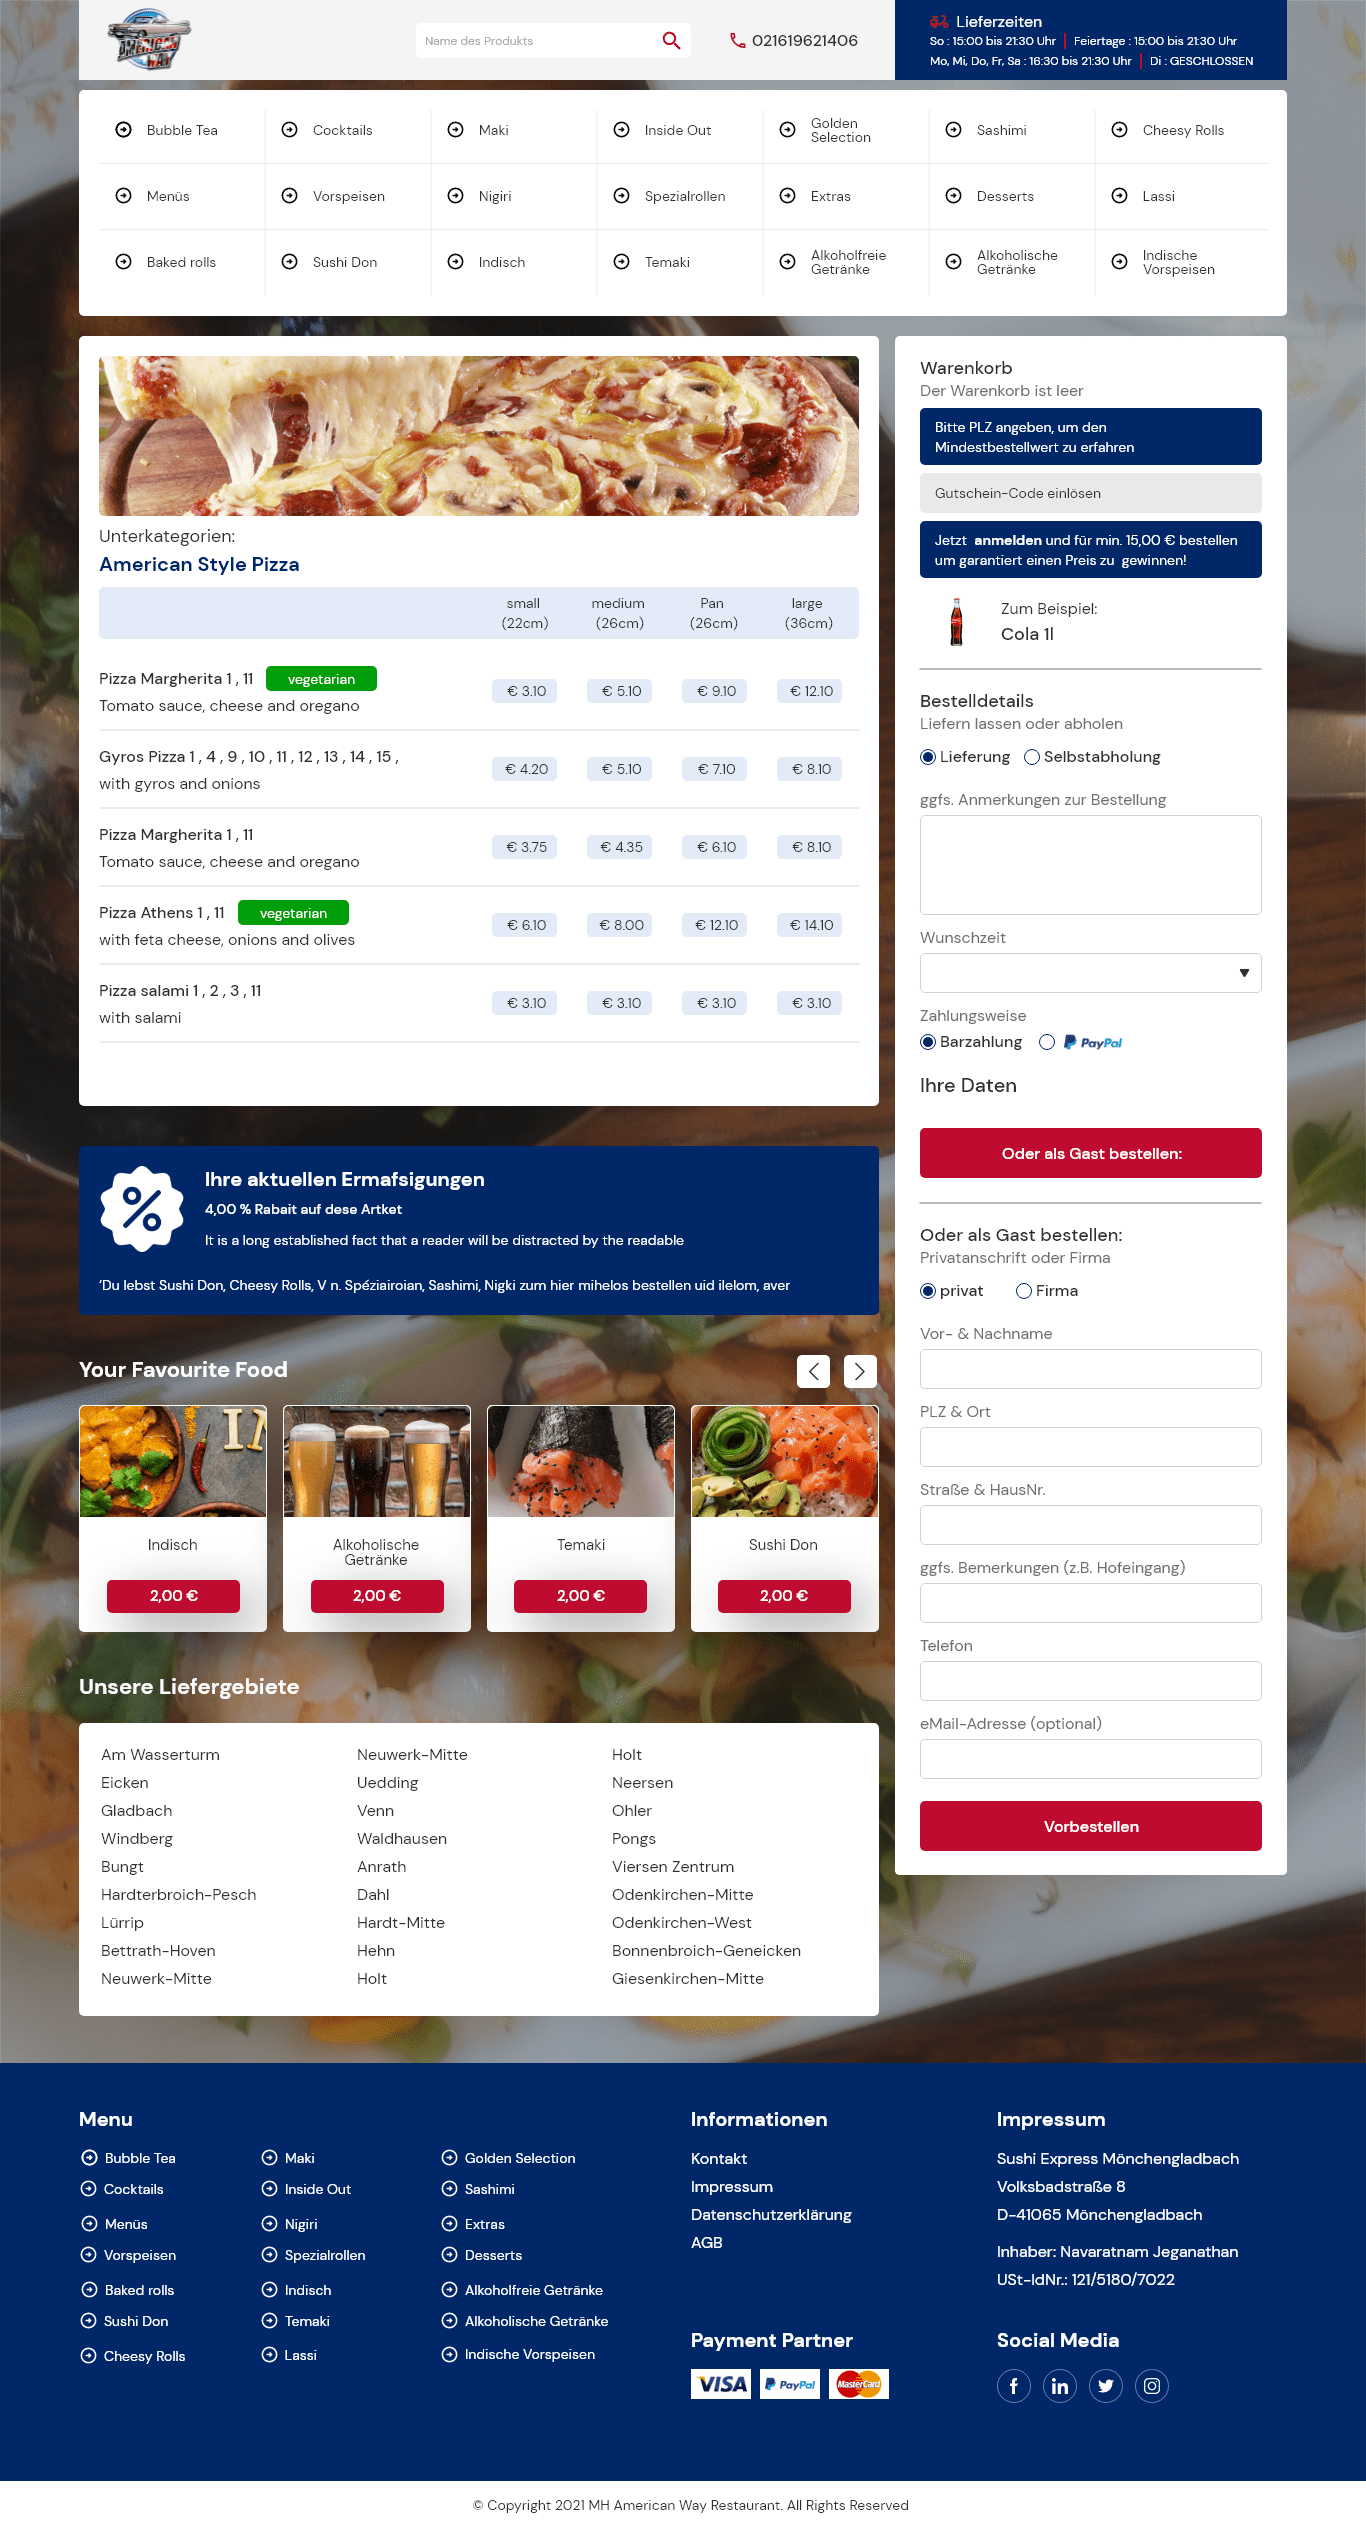 AMERICAN
WAY
Name des Produkts
021619621406
Lieferzeiten
So : 15:00 bis 21:30 Uhr | Feiertage : 15:00 bis 21:30 Uhr
Mo, Mi, Do, Fr, Sa : 16:30 bis 21:30 Uhr | Di : GESCHLOSSEN
Bubble Tea
Cocktails
Maki
Inside Out
Golden
Selection
Sashimi
Cheesy Rolls
Menüs
Vorspeisen
Nigiri
Spezialrollen
Extras
Desserts
Lassi
Baked rolls
Sushi Don
Indisch
Temaki
Alkoholfreie
Getränke
Alkoholische
Getränke
Indische
Vorspeisen
Unterkategorien:
American Style Pizza
small
(22cm)
medium
(26cm)
Pan
(26cm)
large
(36cm)
Pizza Margherita 1 , 11 vegetarian
Tomato sauce, cheese and oregano
€ 3.10 € 5.10 € 9.10 € 12.10
Gyros Pizza 1 , 4 , 9 , 10 , 11 , 12 , 13 , 14 , 15 ,
with gyros and onions
€ 4.20 € 5.10 € 7.10 € 8.10
Pizza Margherita 1 , 11
Tomato sauce, cheese and oregano
€ 3.75 € 4.35 € 6.10 € 8.10
Pizza Athens 1 , 11 vegetarian
with feta cheese, onions and olives
€ 6.10 € 8.00 € 12.10 € 14.10
Pizza salami 1 , 2 , 3 , 11
with salami
€ 3.10 € 3.10 € 3.10 € 3.10
Ihre aktuellen Ermafsigungen
4,00 % Rabait auf dese Artket
It is a long established fact that a reader will be distracted by the readable
'Du lebst Sushi Don, Cheesy Rolls, V n. Spéziairoian, Sashimi, Nigki zum hier mihelos bestellen uid ilelom, aver
Your Favourite Food
Indisch
2,00 €
Alkoholische
Getränke
2,00 €
Temaki
2,00 €
Sushi Don
2,00 €
Unsere Liefergebiete
Am Wasserturm
Eicken
Gladbach
Windberg
Bungt
Hardterbroich-Pesch
Lürrip
Bettrath-Hoven
Neuwerk-Mitte
Neuwerk-Mitte
Uedding
Venn
Waldhausen
Anrath
Dahl
Hardt-Mitte
Hehn
Holt
Holt
Neersen
Ohler
Pongs
Viersen Zentrum
Odenkirchen-Mitte
Odenkirchen-West
Bonnenbroich-Geneicken
Giesenkirchen-Mitte
Warenkorb
Der Warenkorb ist leer
Bitte PLZ angeben, um den
Mindestbestellwert zu erfahren
Gutschein-Code einlösen
Jetzt anmelden und für min. 15,00 € bestellen
um garantiert einen Preis zu gewinnen!
Zum Beispiel:
Cola 1l
Bestelldetails
Liefern lassen oder abholen
Lieferung Selbstabholung
ggfs. Anmerkungen zur Bestellung
Wunschzeit
Zahlungsweise
Barzahlung PayPal
Ihre Daten
Oder als Gast bestellen:
Oder als Gast bestellen:
Privatanschrift oder Firma
privat Firma
Vor- & Nachname
PLZ & Ort
Straße & HausNr.
ggfs. Bemerkungen (z.B. Hofeingang)
Telefon
eMail-Adresse (optional)
Vorbestellen
Menu
Bubble Tea
Cocktails
Menüs
Vorspeisen
Baked rolls
Sushi Don
Cheesy Rolls
Maki
Inside Out
Nigiri
Spezialrollen
Indisch
Temaki
Lassi
Golden Selection
Sashimi
Extras
Desserts
Alkoholfreie Getränke
Alkoholische Getränke
Indische Vorspeisen
Informationen
Kontakt
Impressum
Datenschutzerklärung
AGB
Impressum
Sushi Express Mönchengladbach
Volksbadstraße 8
D-41065 Mönchengladbach
Inhaber: Navaratnam Jeganathan
USt-IdNr.: 121/5180/7022
Payment Partner
VISA PayPal MasterCard
Social Media
© Copyright 2021 MH American Way Restaurant. All Rights Reserved